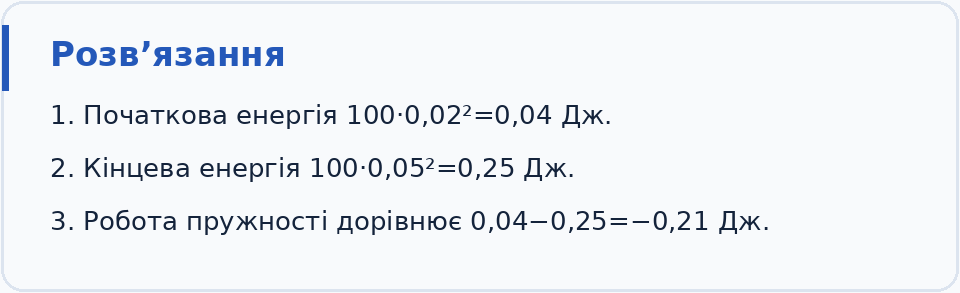 Розв’язання
1. Початкова енергія 100·0,02²=0,04 Дж.
2. Кінцева енергія 100·0,05²=0,25 Дж.
3. Робота пружності дорівнює 0,04−0,25=−0,21 Дж.